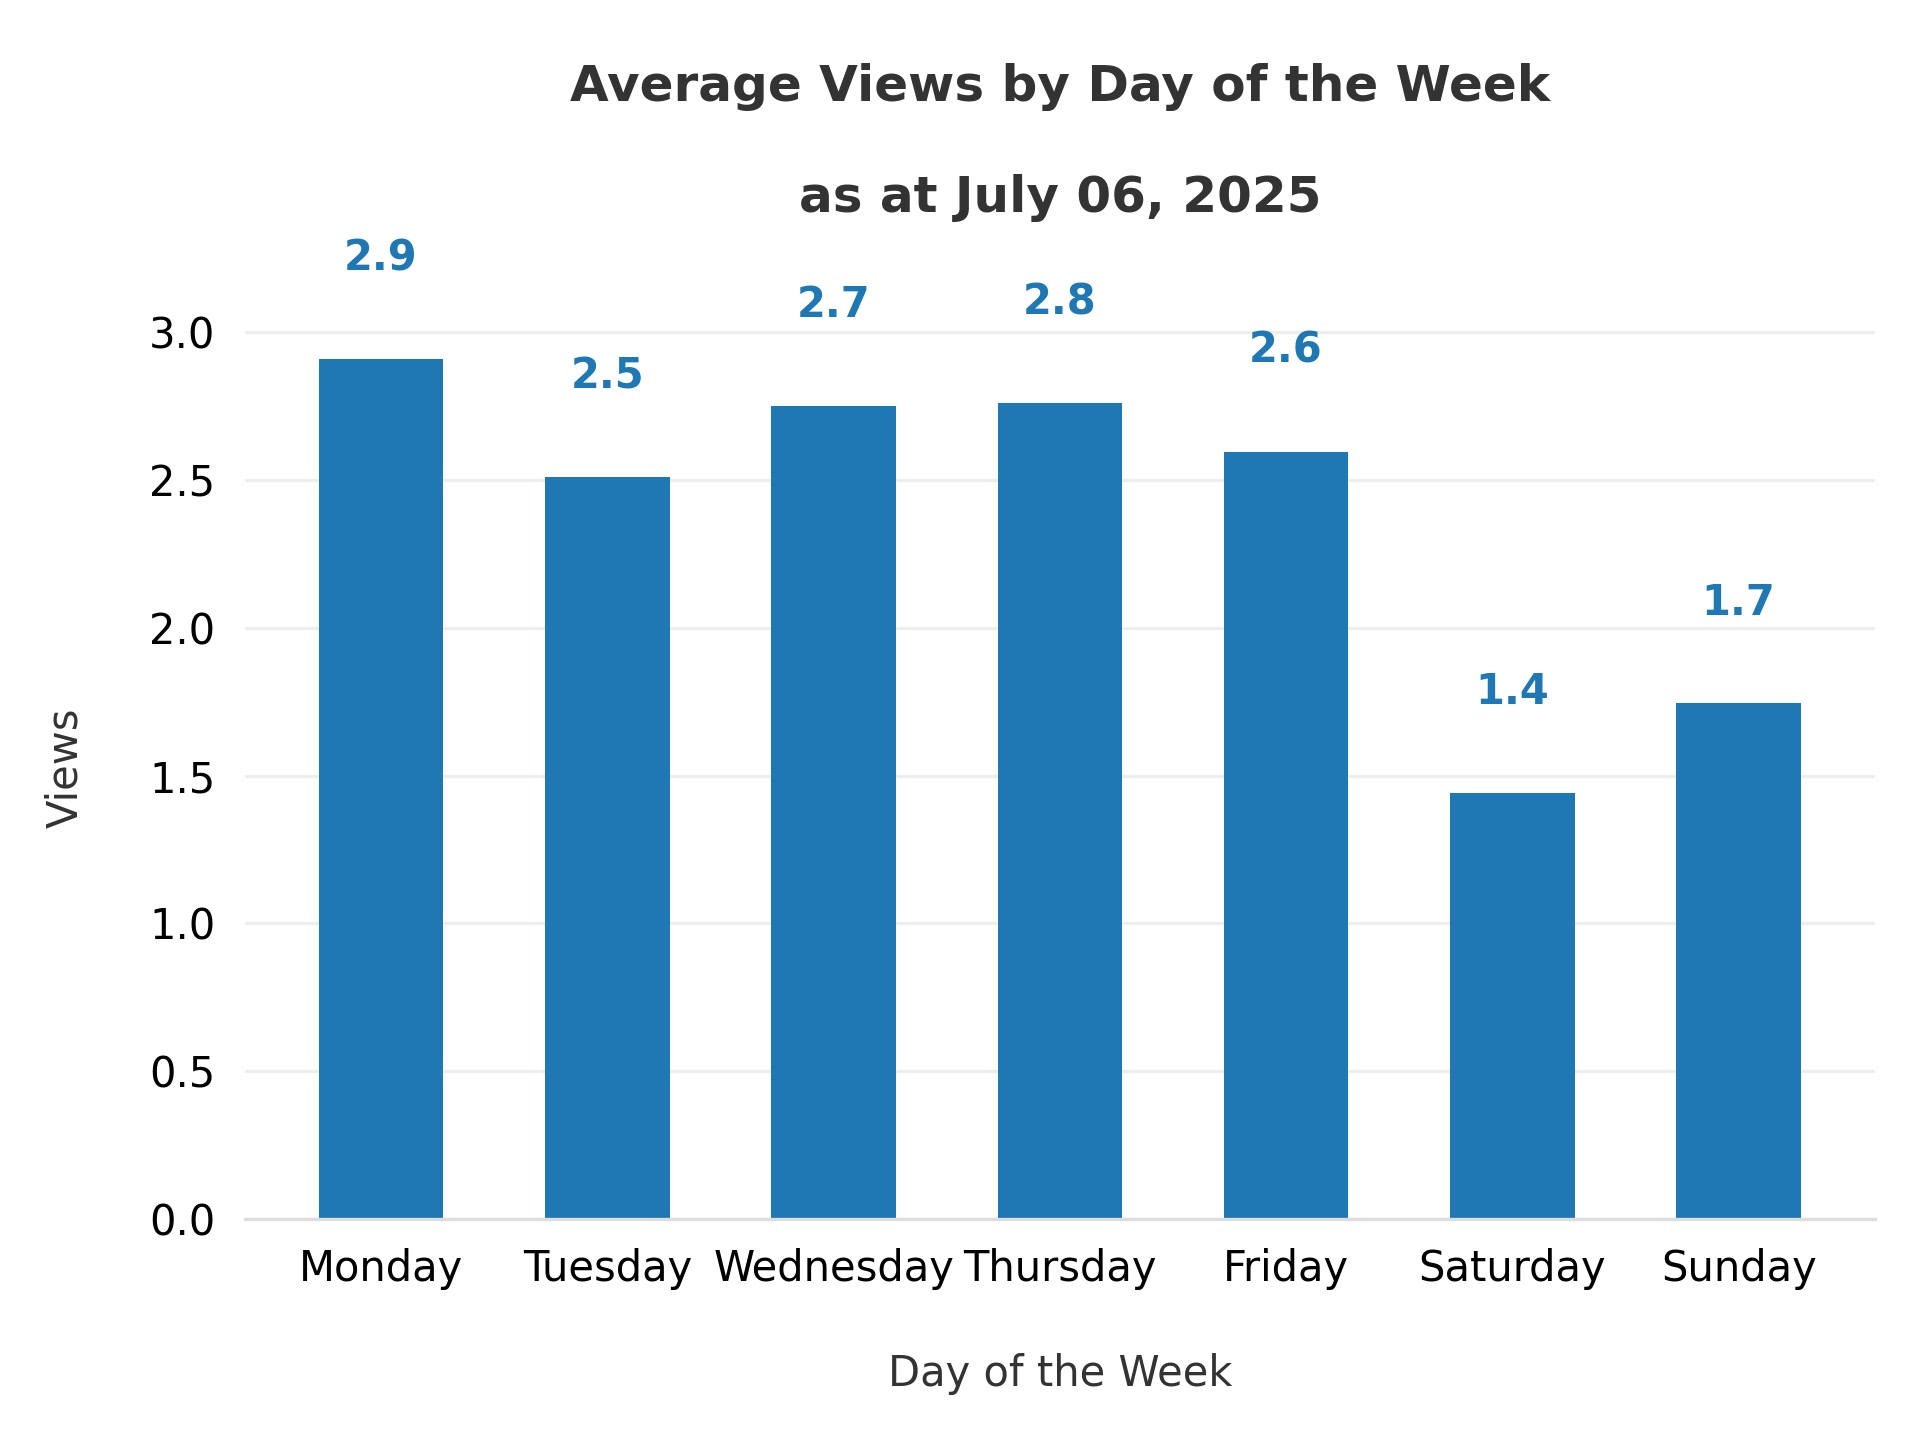 Average Views by Day of the Week
as at July 06, 2025
2.9
2.7
2.8
2.6
2.5
1.7
1.4
3.0
2.5
2.0
1.5
1.0
0.5
0.0
Views
Monday Tuesday Wednesday Thursday Friday Saturday Sunday
Day of the Week